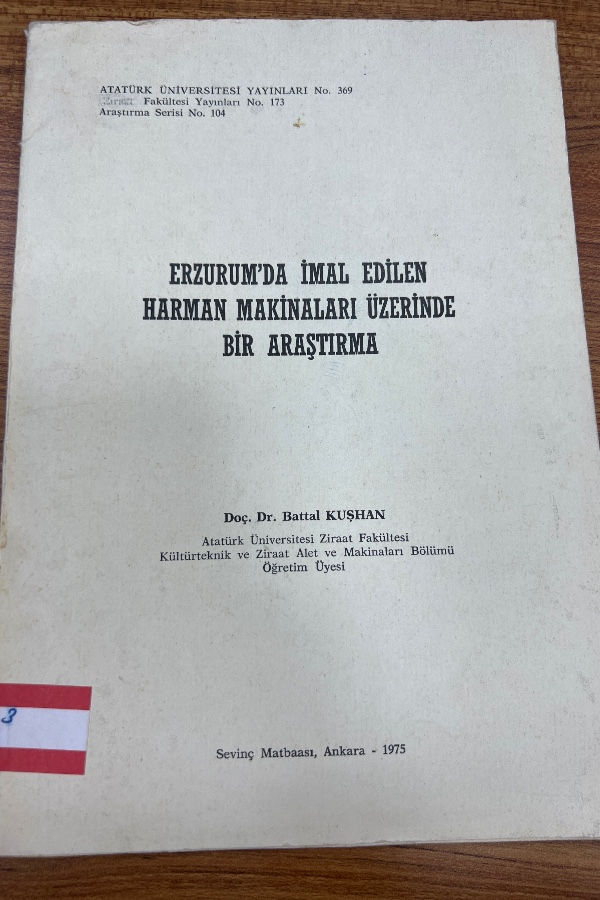 ATATÜRK ÜNİVERSİTESİ YAYINLARI No. 369
Ziraat Fakültesi Yayınları No. 173
Araştırma Serisi No. 104
ERZURUM'DA İMAL EDİLEN
HARMAN MAKİNALARI ÜZERİNDE
BİR ARAŞTIRMA
Doç. Dr. Battal KUŞHAN
Atatürk Üniversitesi Ziraat Fakültesi
Kültürteknik ve Ziraat Alet ve Makinaları Bölümü
Öğretim Üyesi
3
Sevinç Matbaası, Ankara - 1975